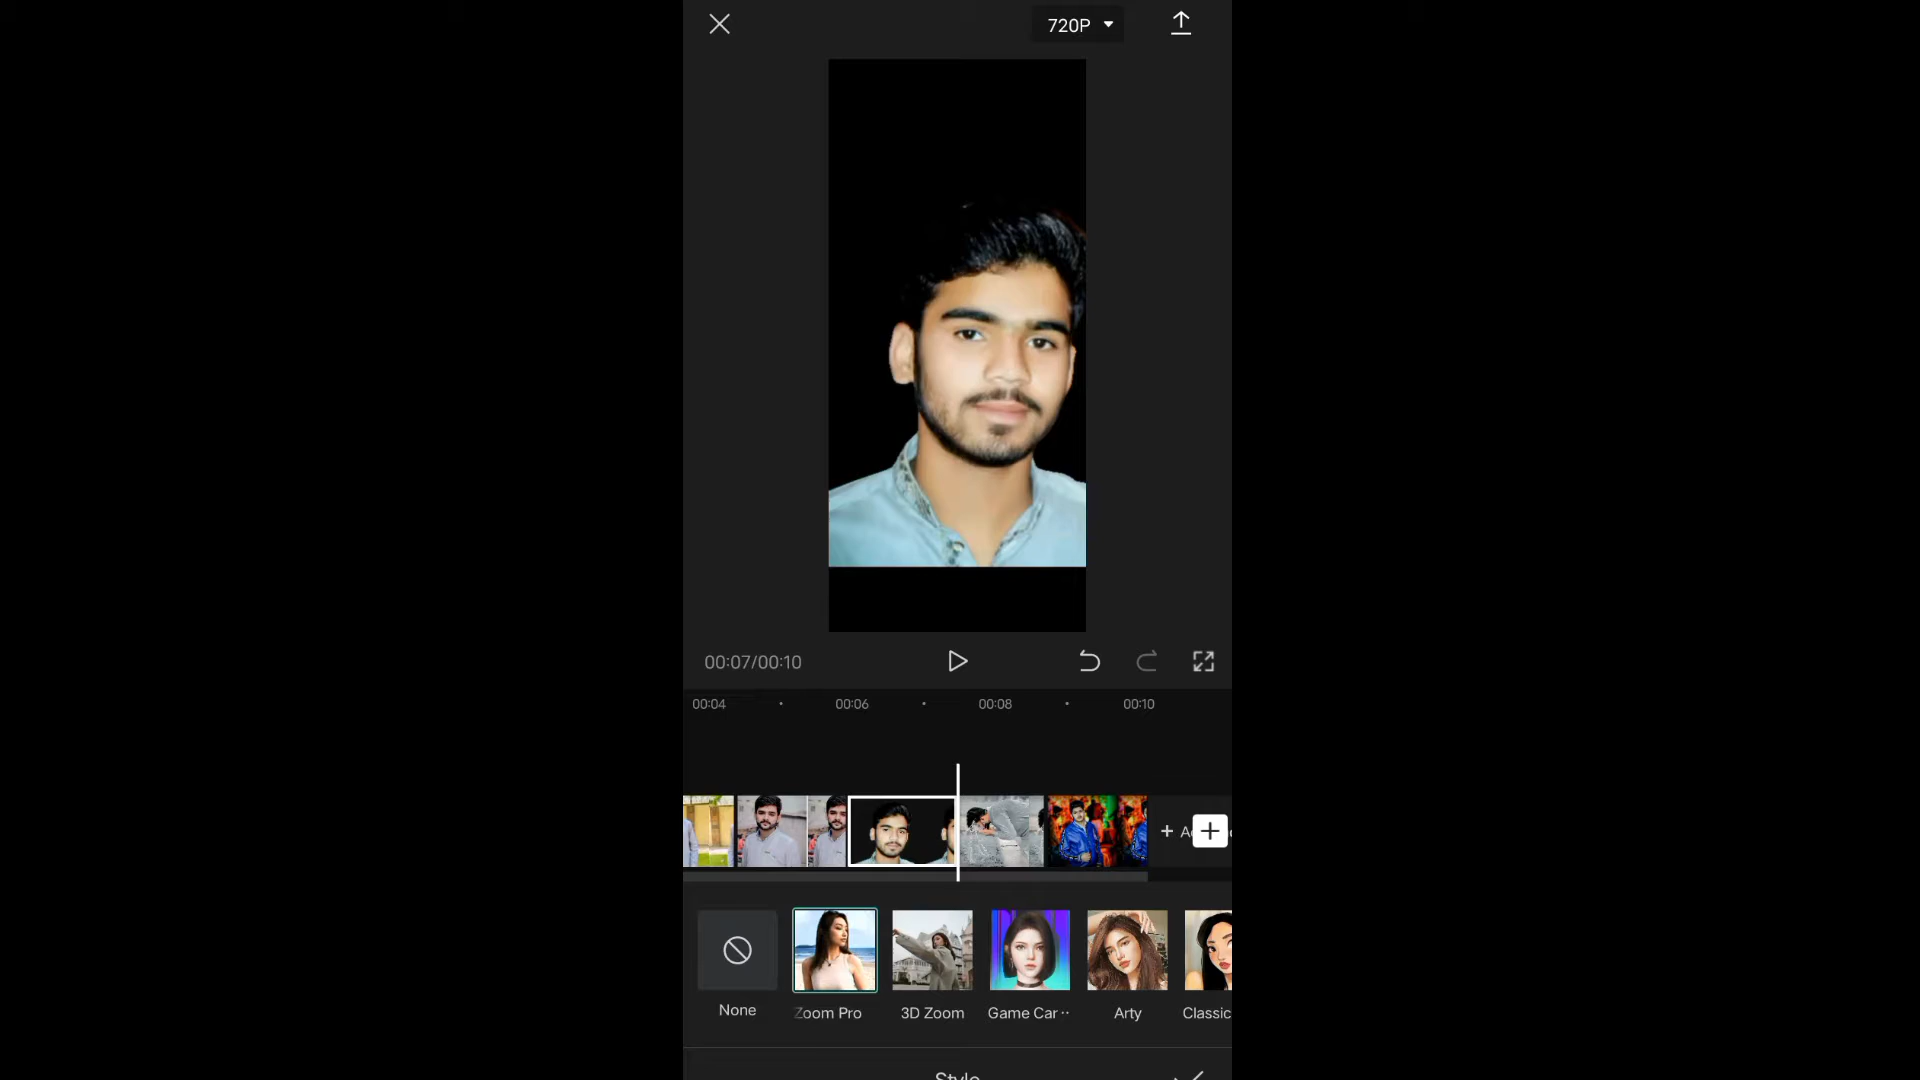 720P
00:07/00:10
00:04 00:06 00:08 00:10
+ A
None Zoom Pro 3D Zoom Game Car·· Arty Classic
Style